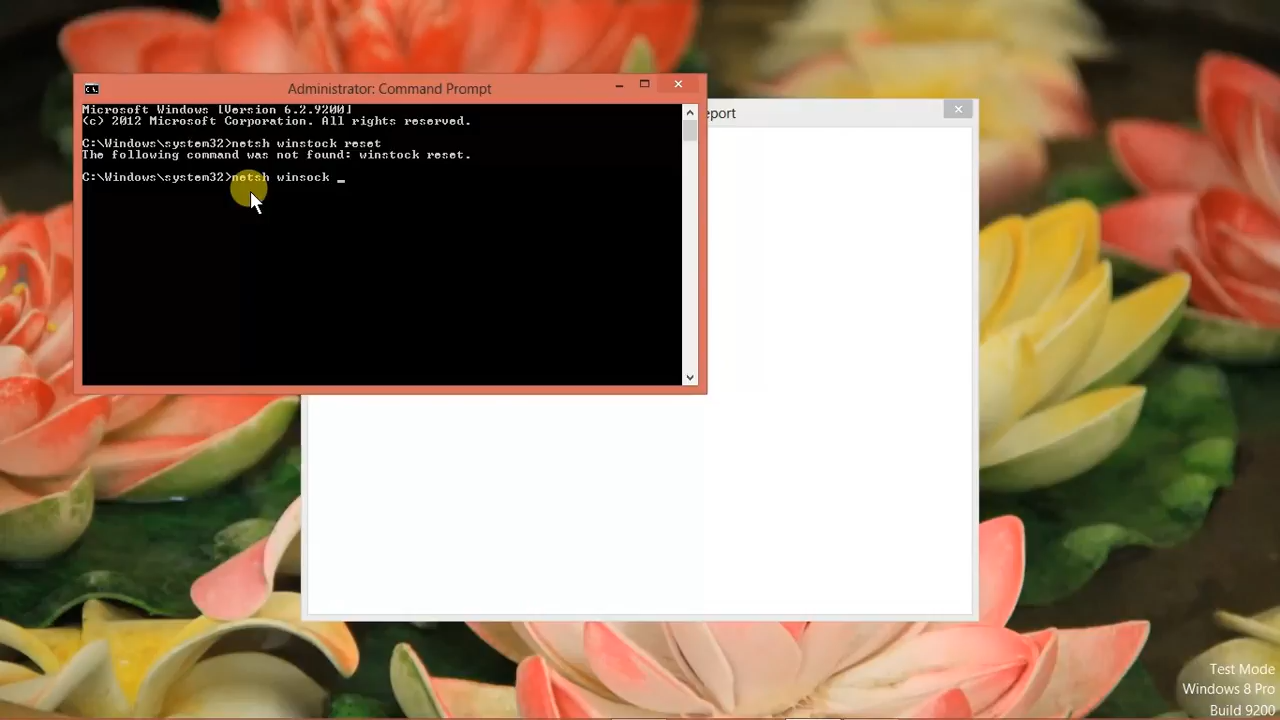 Administrator: Command Prompt
Microsoft Windows [Version 6.2.9200]
(c) 2012 Microsoft Corporation. All rights reserved.
C:\Windows\system32>netsh winstock reset
The following command was not found: winstock reset.
C:\Windows\system32>netsh winsock _
eport
Test Mode
Windows 8 Pro
Build 9200